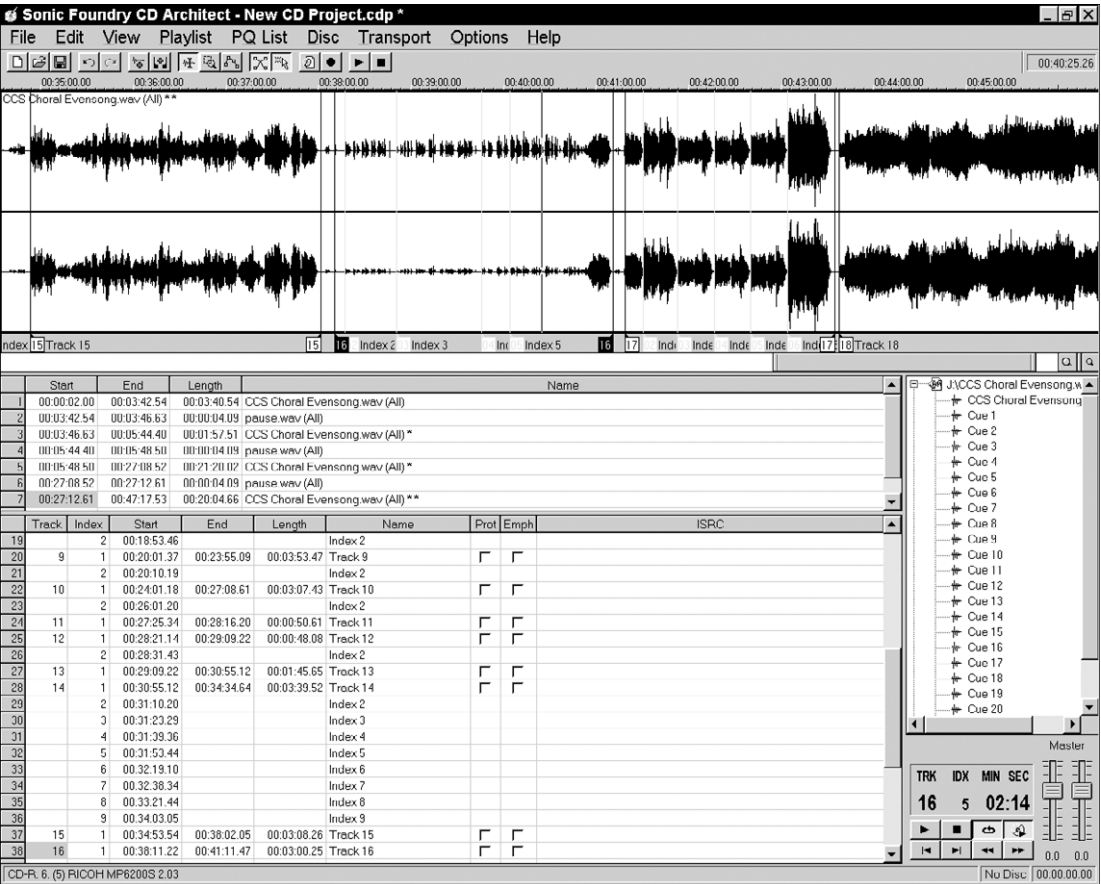 Sonic Foundry CD Architect - New CD Project.cdp *
File Edit View Playlist PQ List Disc Transport Options Help
00:40:25.26
00:35:00.00 00:36:00.00 00:37:00.00 00:38:00.00 00:39:00.00 00:40:00.00 00:41:00.00 00:42:00.00 00:43:00.00 00:44:00.00 00:45:00.00
CCS Choral Evensong.wav (All) **
ndex 15 Track 15 15 16 Index 2 Index 3 Ind Index 5 16 17 Inde Inde Inde Inde Ind 17 18 Track 18
Start End Length Name
1 00:00:02.00 00:03:42.54 00:03:40.54 CCS Choral Evensong.wav (All)
2 00:03:42.54 00:03:46.63 00:00:04.09 pause.wav (All)
3 00:03:46.63 00:05:44.40 00:01:57.51 CCS Choral Evensong.wav (All) *
4 00:05:44.40 00:05:48.50 00:00:04.09 pause.wav (All)
5 00:05:48.50 00:27:08.52 00:21:20.02 CCS Choral Evensong.wav (All) *
6 00:27:08.52 00:27:12.61 00:00:04.09 pause.wav (All)
7 00:27:12.61 00:47:17.53 00:20:04.66 CCS Choral Evensong.wav (All) **
Track Index Start End Length Name Prot Emph ISRC
19 2 00:18:53.46 Index 2
20 9 1 00:20:01.37 00:23:55.09 00:03:53.47 Track 9
21 2 00:20:10.19 Index 2
22 10 1 00:24:01.18 00:27:08.61 00:03:07.43 Track 10
23 2 00:26:01.20 Index 2
24 11 1 00:27:25.34 00:28:16.20 00:00:50.61 Track 11
25 12 1 00:28:21.14 00:29:09.22 00:00:48.08 Track 12
26 2 00:28:31.43 Index 2
27 13 1 00:29:09.22 00:30:55.12 00:01:45.65 Track 13
28 14 1 00:30:55.12 00:34:34.64 00:03:39.52 Track 14
29 2 00:31:10.20 Index 2
30 3 00:31:23.29 Index 3
31 4 00:31:39.36 Index 4
32 5 00:31:53.44 Index 5
33 6 00:32:19.10 Index 6
34 7 00:32:38.34 Index 7
35 8 00:33:21.44 Index 8
36 9 00:34:03.05 Index 9
37 15 1 00:34:53.54 00:38:02.05 00:03:08.26 Track 15
38 16 1 00:38:11.22 00:41:11.47 00:03:00.25 Track 16
J:\CCS Choral Evensong.w
CCS Choral Evensong
Cue 1
Cue 2
Cue 3
Cue 4
Cue 5
Cue 6
Cue 7
Cue 8
Cue 9
Cue 10
Cue 11
Cue 12
Cue 13
Cue 14
Cue 15
Cue 16
Cue 17
Cue 18
Cue 19
Cue 20
Master
TRK IDX MIN SEC
16 5 02:14
0.0 0.0
CD-R. 6. (5) RICOH MP6200S 2.03
No Disc 00.00.00.00